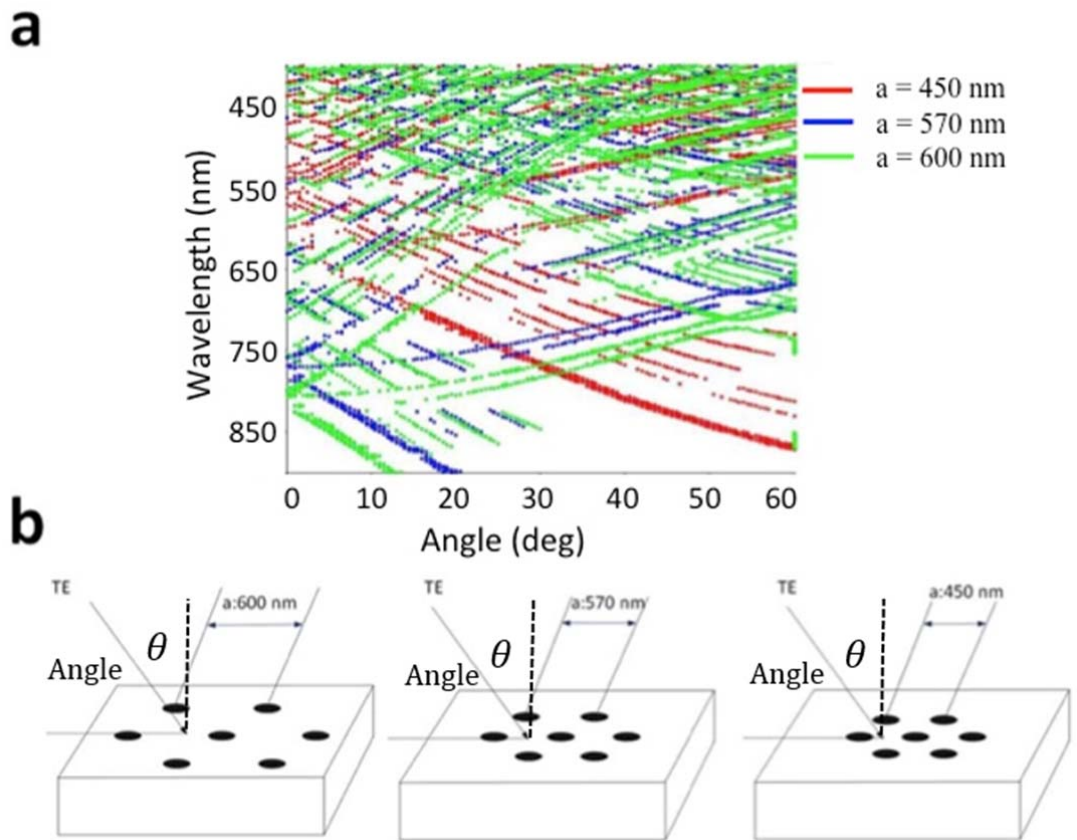 a
450
550
650
750
850
Wavelength (nm)
0 10 20 30 40 50 60
Angle (deg)
a = 450 nm
a = 570 nm
a = 600 nm
b
TE
a:600 nm
θ
Angle
TE
a:570 nm
θ
Angle
TE
a:450 nm
θ
Angle